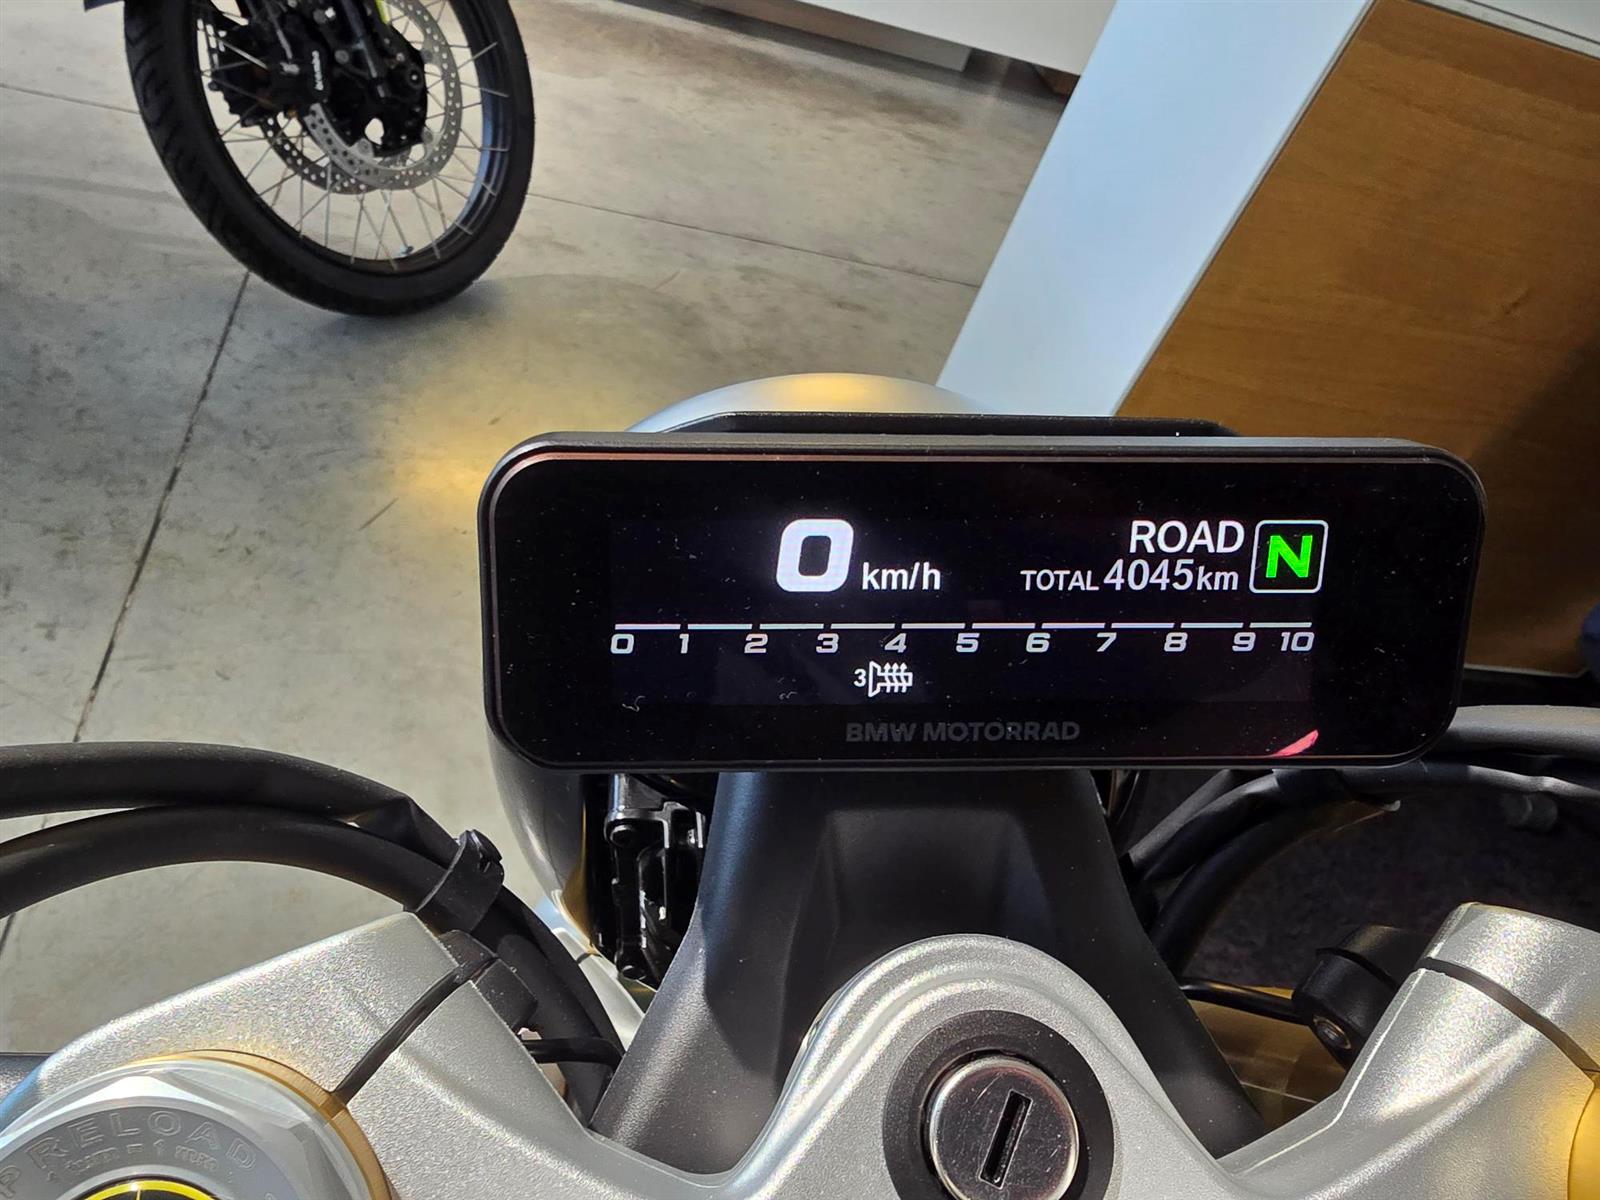 brembo
0 km/h
ROAD N
TOTAL 4045km
0 1 2 3 4 5 6 7 8 9 10
3
BMW MOTORRAD
PRELOAD